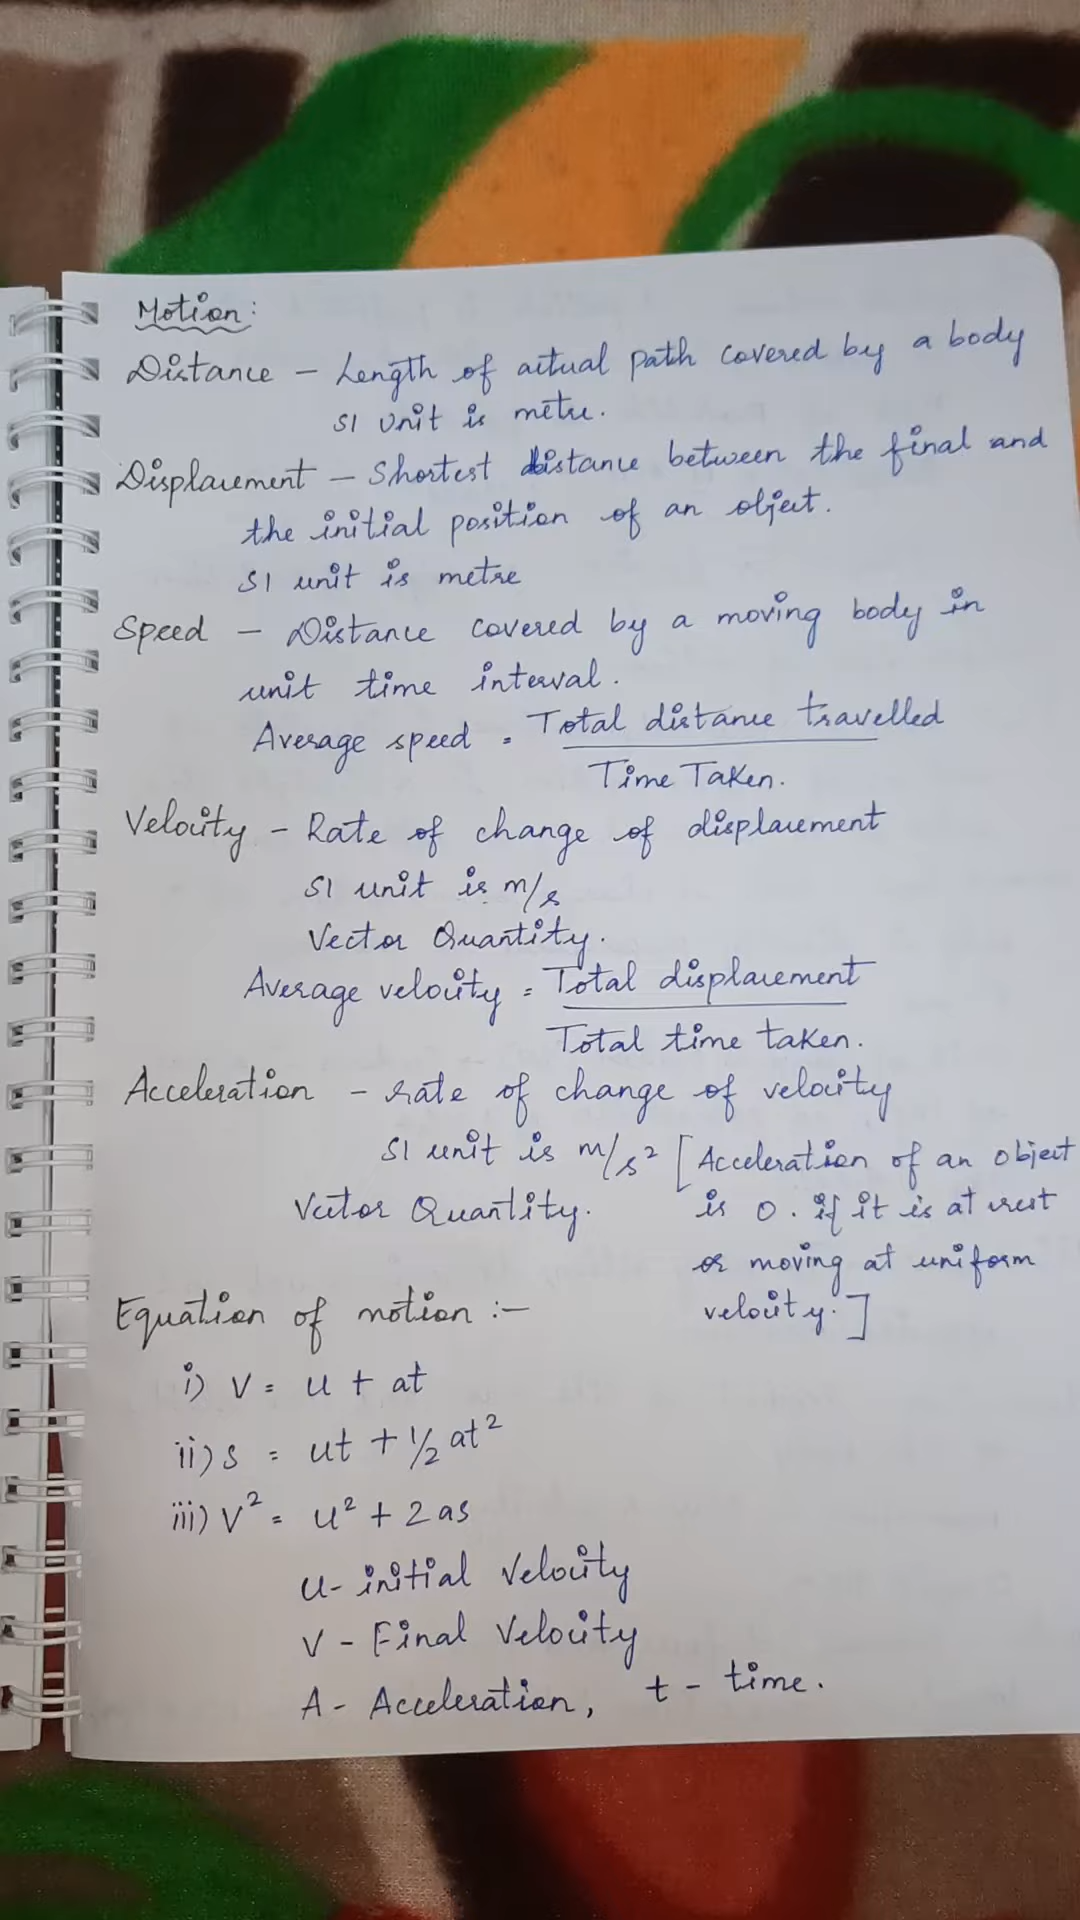 Motion:
Distance - Length of actual path covered by a body
SI unit is metre.
Displacement - Shortest distance between the final and
the initial position of an object.
SI unit is metre
Speed - Distance covered by a moving body in
unit time interval.
Average speed = Total distance travelled
Time Taken.
Velocity - Rate of change of displacement
SI unit is m/s
Vector Quantity.
Average velocity = Total displacement
Total time taken.
Acceleration - rate of change of velocity
SI unit is m/s² [Acceleration of an object
Vector Quantity. is 0. if it is at rest
or moving at uniform
velocity.]
Equation of motion :-
i) V = u + at
ii) s = ut + ½ at²
iii) V² = u² + 2as
u - initial velocity
V - Final Velocity
A - Acceleration, t - time.